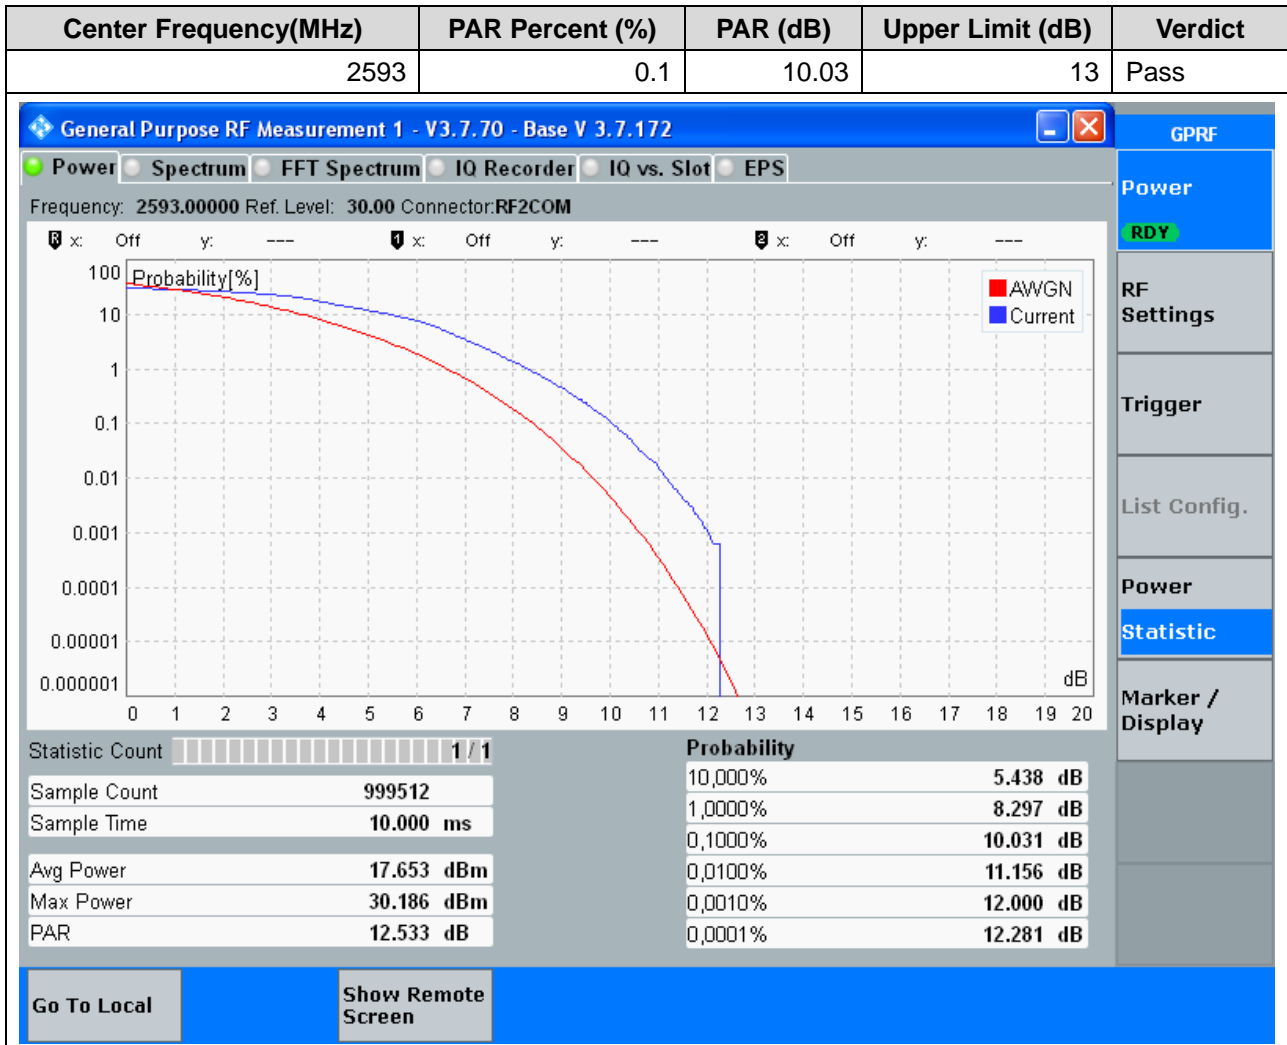 Center Frequency(MHz) PAR Percent (%) PAR (dB) Upper Limit (dB) Verdict
2593 0.1 10.03 13 Pass
General Purpose RF Measurement 1 - V3.7.70 - Base V 3.7.172
GPRF
Power Spectrum FFT Spectrum IQ Recorder IQ vs. Slot EPS
Power
RDY
Frequency: 2593.00000 Ref. Level: 30.00 Connector:RF2COM
R x: Off y: --- 1 x: Off y: --- 2 x: Off y: ---
Probability[%]
AWGN
Current
100
10
1
0.1
0.01
0.001
0.0001
0.00001
0.000001
dB
0 1 2 3 4 5 6 7 8 9 10 11 12 13 14 15 16 17 18 19 20
RF
Settings
Trigger
List Config.
Power
Statistic
Marker /
Display
Statistic Count 1 / 1
Sample Count 999512
Sample Time 10.000 ms
Avg Power 17.653 dBm
Max Power 30.186 dBm
PAR 12.533 dB
Probability
10,000% 5.438 dB
1,0000% 8.297 dB
0,1000% 10.031 dB
0,0100% 11.156 dB
0,0010% 12.000 dB
0,0001% 12.281 dB
Go To Local
Show Remote
Screen